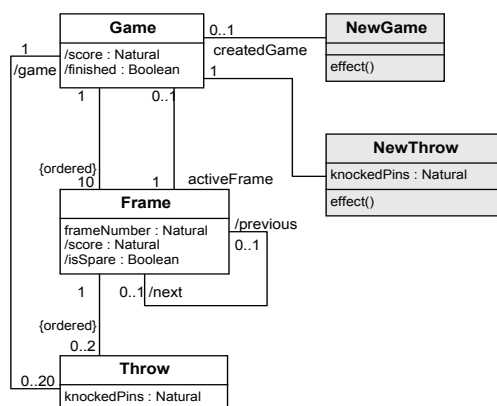 Game
/score : Natural
/finished : Boolean
0..1
createdGame
1
NewGame
effect()
1
/game
1
0..1
NewThrow
knockedPins : Natural
effect()
{ordered}
10
1
activeFrame
Frame
frameNumber : Natural
/score : Natural
/isSpare : Boolean
/previous
0..1
1
0..1
/next
{ordered}
0..2
0..20
Throw
knockedPins : Natural